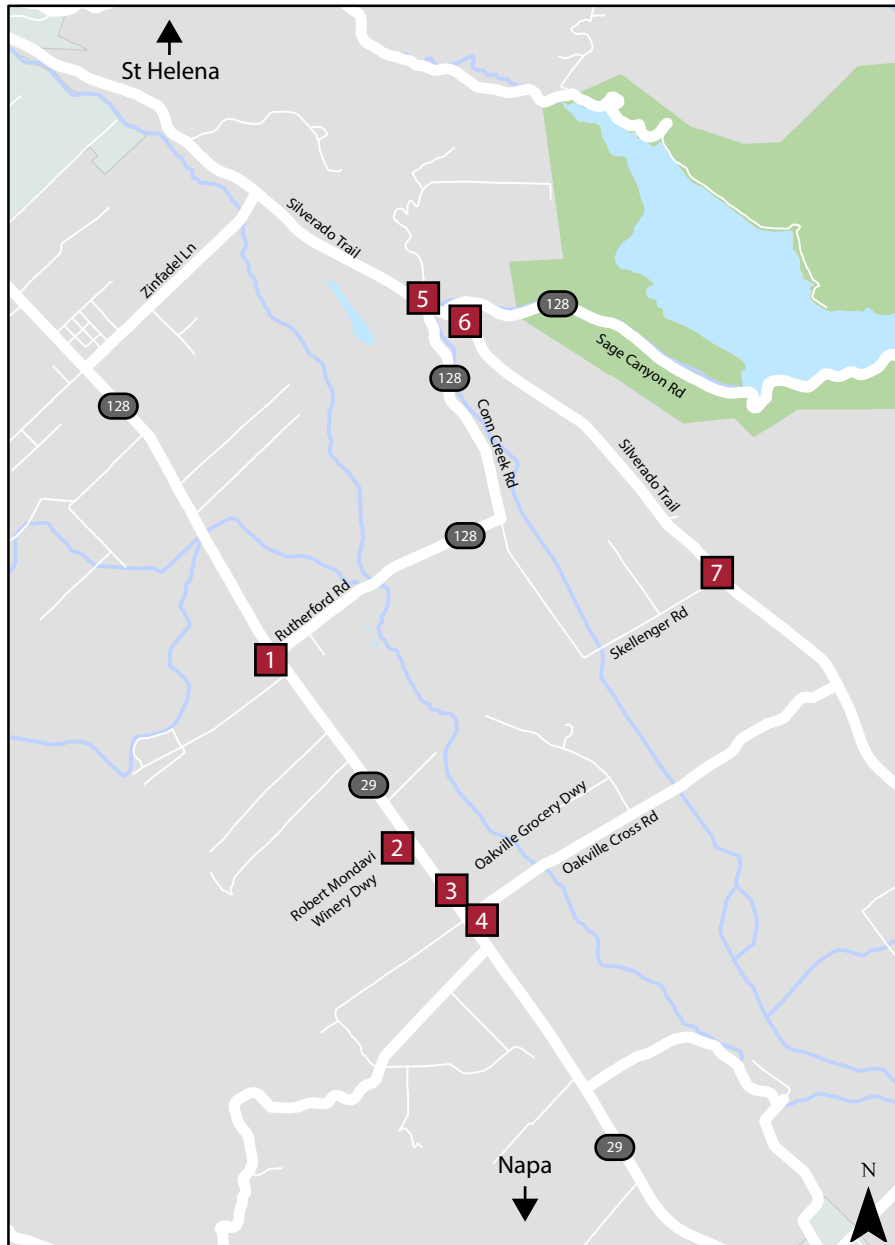 St Helena
Silverado Trail
Zinfadel Ln
5
6
128
Sage Canyon Rd
128
128
Conn Creek Rd
Silverado Trail
128
7
Rutherford Rd
Skellenger Rd
1
29
Oakville Grocery Dwy
2
Oakville Cross Rd
Robert Mondavi
Winery Dwy
3
4
29
Napa
N